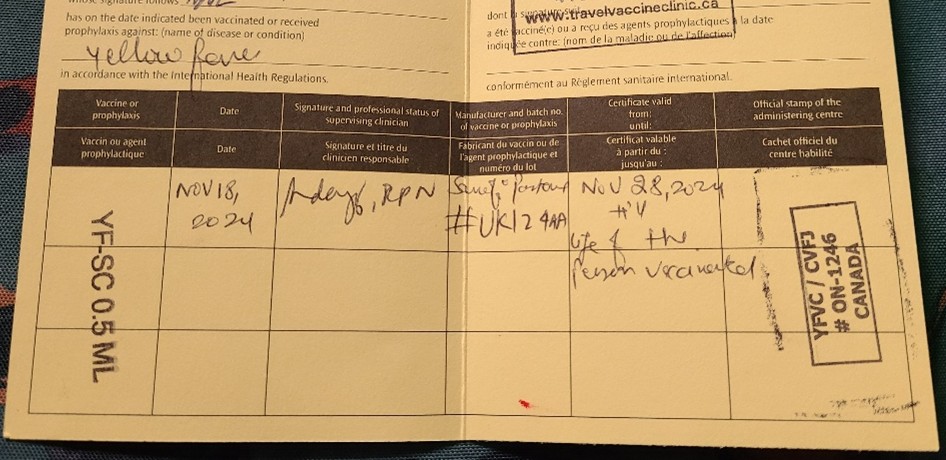 whose signature follows
www.travelvaccineclinic.ca
has on the date indicated been vaccinated or received
prophylaxis against: (name of disease or condition)
yellow fever
in accordance with the International Health Regulations.
dont la signature suit
a été vacciné(e) ou a reçu des agents prophylactiques à la date
indiquée contre: (nom de la maladie ou de l'affection)
conformément au Règlement sanitaire international.
Vaccine or prophylaxis
Date
Signature and professional status of supervising clinician
Manufacturer and batch no. of vaccine or prophylaxis
Certificate valid from: until:
Official stamp of the administering centre
Vaccin ou agent prophylactique
Date
Signature et titre du clinicien responsable
Fabricant du vaccin ou de l'agent prophylactique et numéro du lot
Certificat valable à partir du : jusqu'au :
Cachet officiel du centre habilité
YF-SC 0.5 ML
NOV 18,
2024
, RPN
Sanofi Pasteur
#UK124AA
NOV 28, 2024
life of the
person vaccinated
YFVC / CVFJ
# ON-1246
CANADA